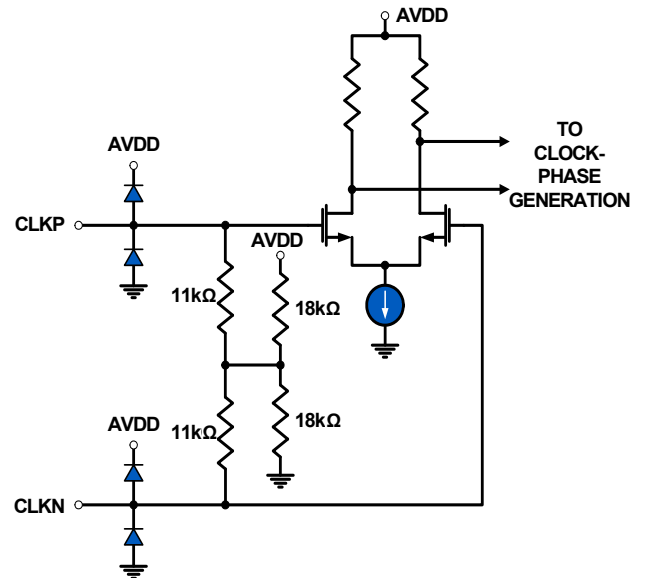 AVDD
TO
CLOCK-
PHASE
GENERATION
AVDD
CLKP
AVDD
11kΩ
18kΩ
11kΩ
18kΩ
AVDD
CLKN